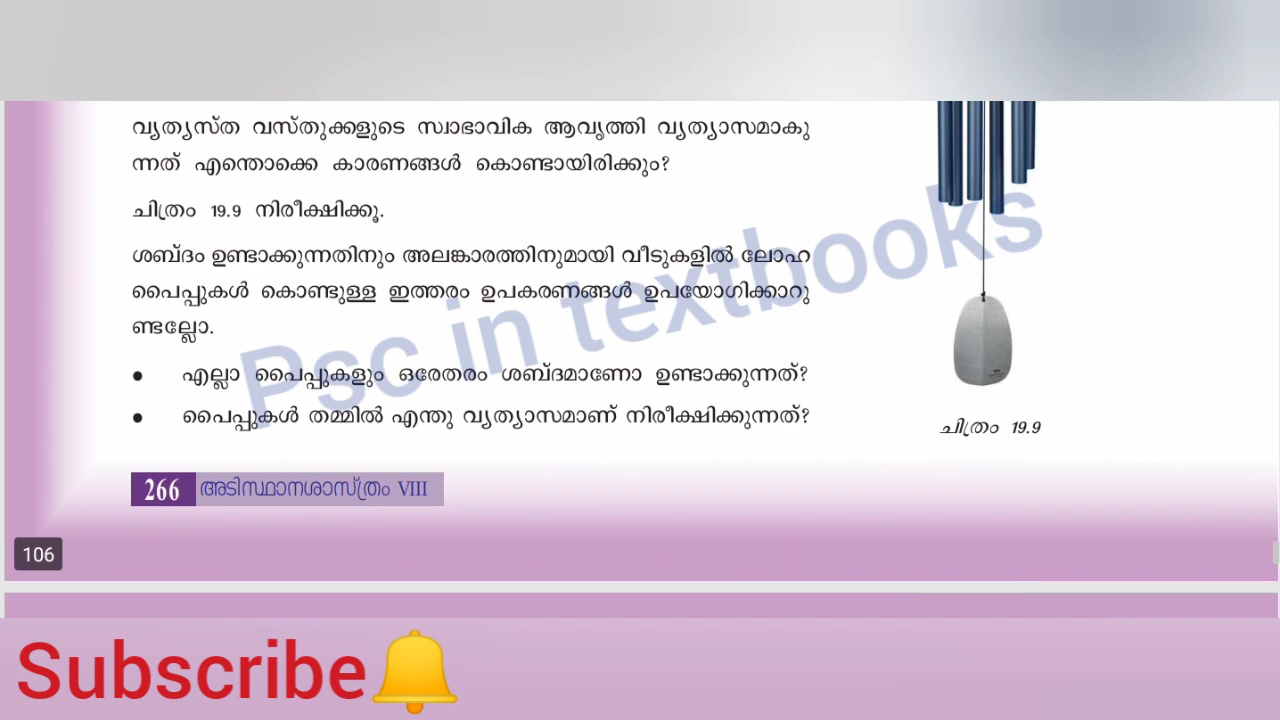 വ്യത്യസ്ത വസ്തുക്കളുടെ സ്വാഭാവിക ആവൃത്തി വ്യത്യാസമാകു
ന്നത് എന്തൊക്കെ കാരണങ്ങൾ കൊണ്ടായിരിക്കും?
ചിത്രം 19.9 നിരീക്ഷിക്കൂ.
ശബ്ദം ഉണ്ടാക്കുന്നതിനും അലങ്കാരത്തിനുമായി വീടുകളിൽ ലോഹ
പൈപ്പുകൾ കൊണ്ടുള്ള ഇത്തരം ഉപകരണങ്ങൾ ഉപയോഗിക്കാറു
ണ്ടല്ലോ.
• എല്ലാ പൈപ്പുകളും ഒരേതരം ശബ്ദമാണോ ഉണ്ടാക്കുന്നത്?
• പൈപ്പുകൾ തമ്മിൽ എന്തു വ്യത്യാസമാണ് നിരീക്ഷിക്കുന്നത്?
ചിത്രം 19.9
Psc in textbooks
266 അടിസ്ഥാനശാസ്ത്രം VIII
106
Subscribe